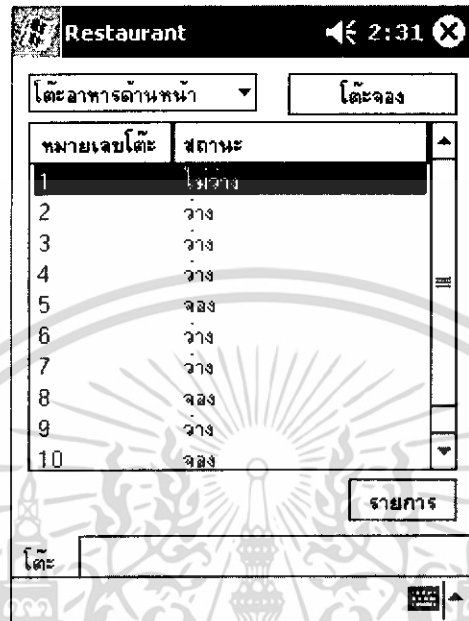 Restaurant 2:31
โต๊ะอาหารด้านหน้า โต๊ะจอง
หมายเลขโต๊ะ สถานะ
1 ไม่ว่าง
2 ว่าง
3 ว่าง
4 ว่าง
5 จอง
6 ว่าง
7 ว่าง
8 จอง
9 ว่าง
10 จอง
รายการ
โต๊ะ